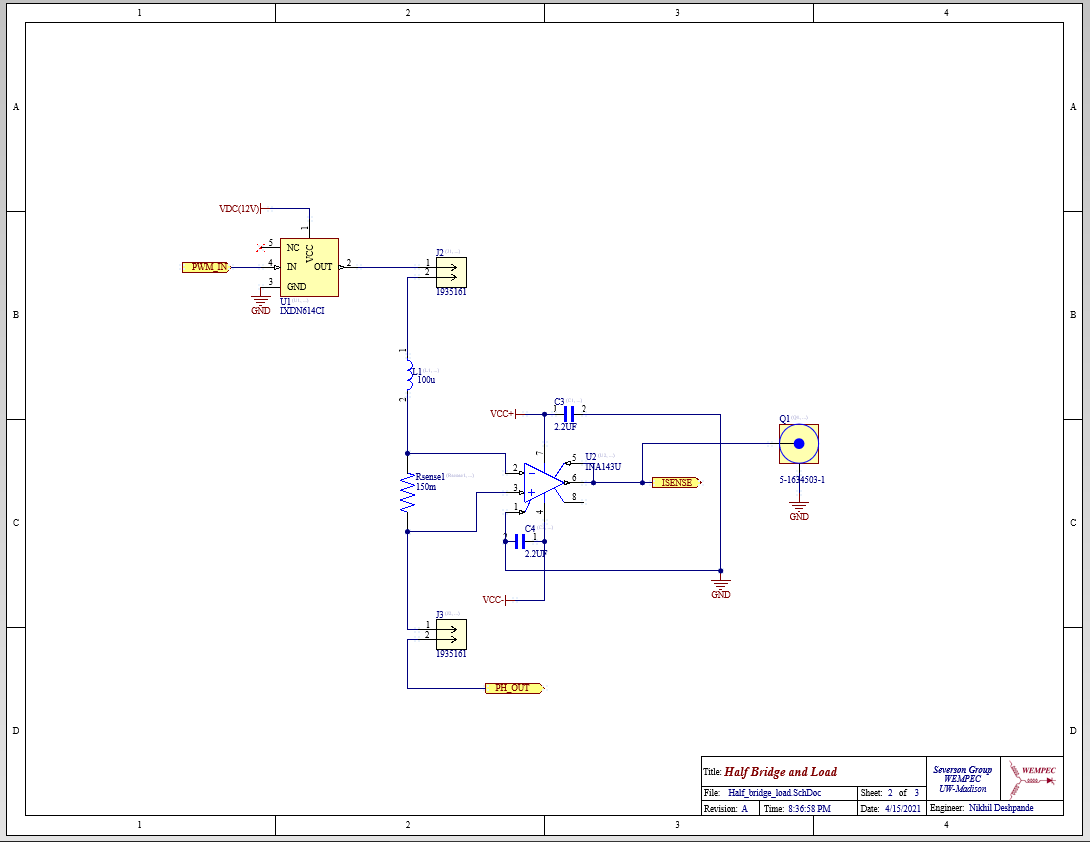 1 2 3 4
A A
VDC(12V)
1
5 NC VCC
PWM_IN 4 IN OUT 2
3 GND
GND
U1
IXDN614CI
J2
1
2
1935161
B B
1
L1
100u
2
VCC+
C3
1 2
2.2UF
Q1
7
5 U2
INA143U
2
3
6
8
1
4
Rsense1
150m
ISENSE
5-1634503-1
GND
C C
C4
2 1
2.2UF
GND
VCC-
J3
1
2
1935161
PH_OUT
D D
Title: Half Bridge and Load
File: Half_bridge_load.SchDoc Sheet: 2 of 3
Revision: A Time: 8:36:58 PM Date: 4/15/2021
Severson Group
WEMPEC
UW-Madison
Engineer: Nikhil Deshpande
WEMPEC
1 2 3 4